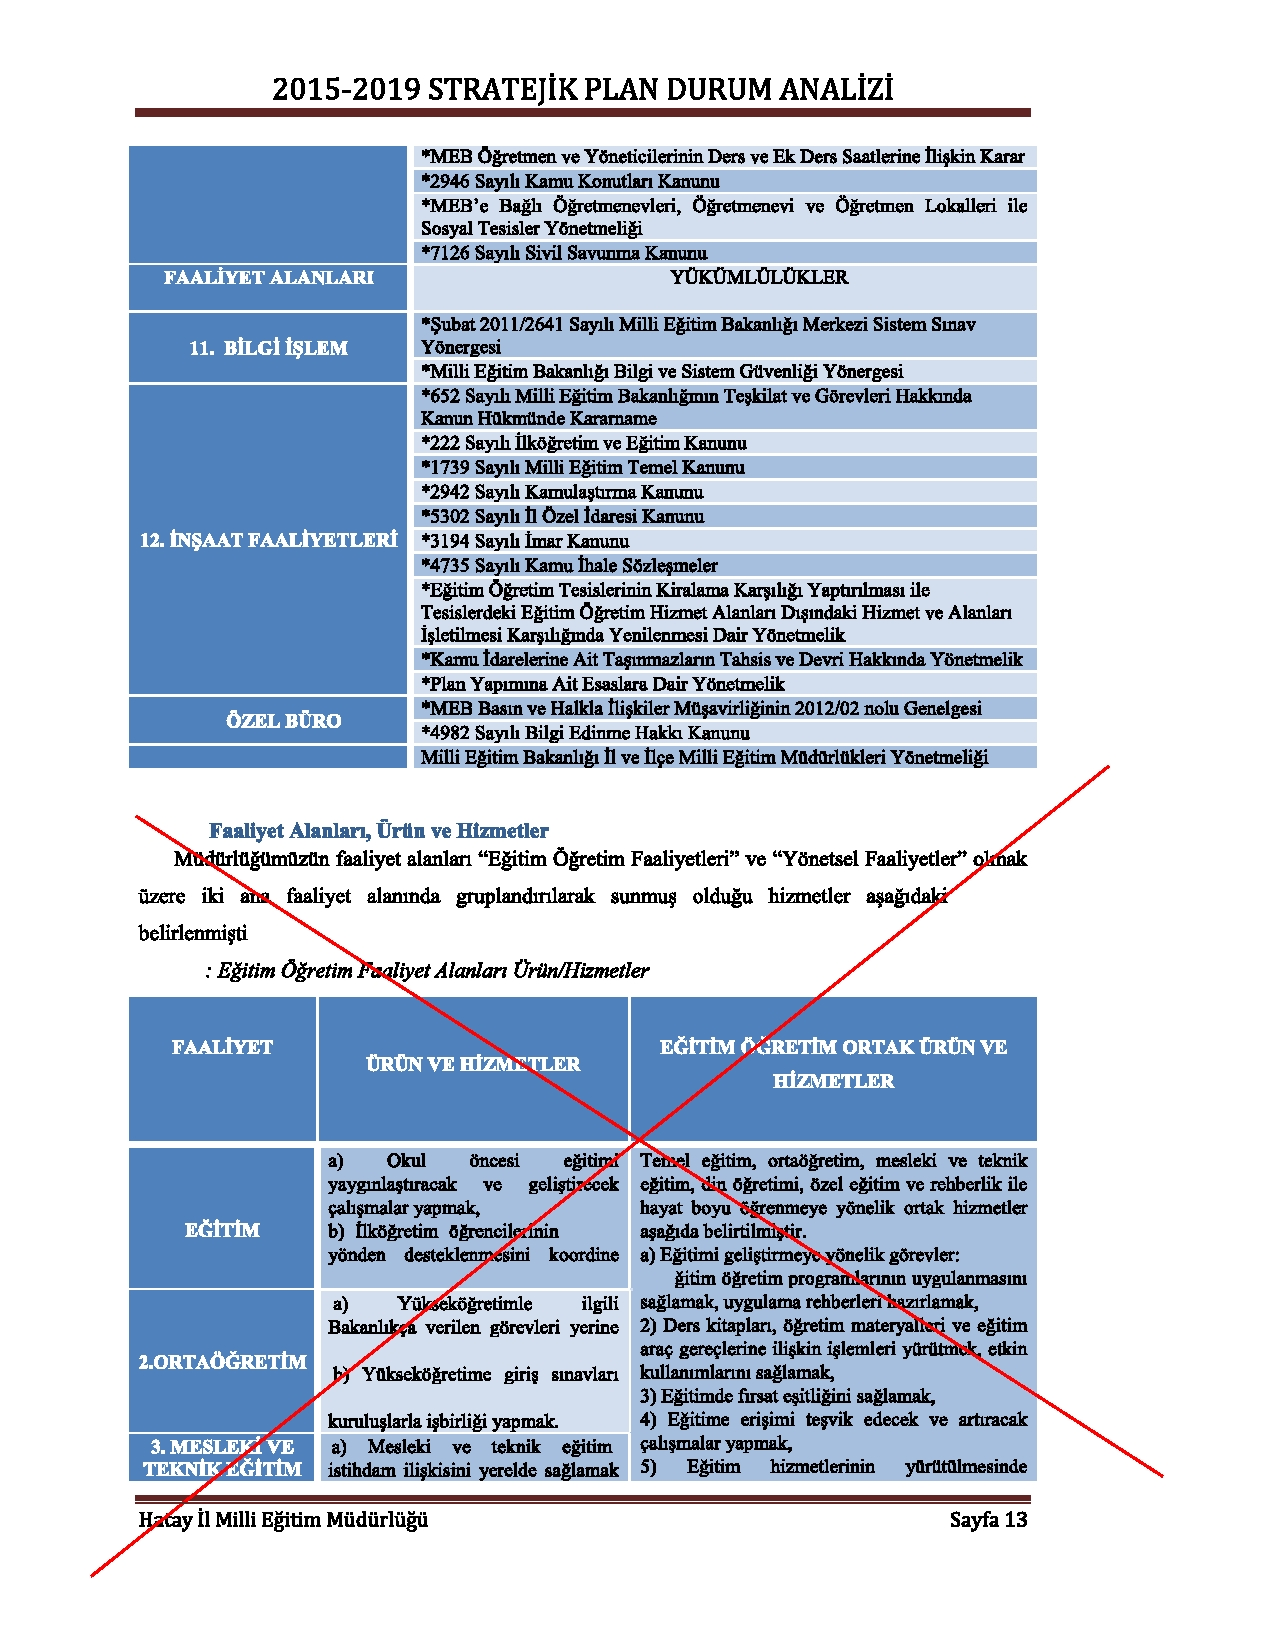 2015-2019 STRATEJİK PLAN DURUM ANALİZİ
*MEB Öğretmen ve Yöneticilerinin Ders ve Ek Ders Saatlerine İlişkin Karar
*2946 Sayılı Kamu Konutları Kanunu
*MEB’e Bağlı Öğretmenevleri, Öğretmenevi ve Öğretmen Lokalleri ile
Sosyal Tesisler Yönetmeliği
*7126 Sayılı Sivil Savunma Kanunu
FAALİYET ALANLARI
YÜKÜMLÜLÜKLER
11. BİLGİ İŞLEM
*Şubat 2011/2641 Sayılı Milli Eğitim Bakanlığı Merkezi Sistem Sınav
Yönergesi
*Milli Eğitim Bakanlığı Bilgi ve Sistem Güvenliği Yönergesi
12. İNŞAAT FAALİYETLERİ
*652 Sayılı Milli Eğitim Bakanlığının Teşkilat ve Görevleri Hakkında
Kanun Hükmünde Kararname
*222 Sayılı İlköğretim ve Eğitim Kanunu
*1739 Sayılı Milli Eğitim Temel Kanunu
*2942 Sayılı Kamulaştırma Kanunu
*5302 Sayılı İl Özel İdaresi Kanunu
*3194 Sayılı İmar Kanunu
*4735 Sayılı Kamu İhale Sözleşmeler
*Eğitim Öğretim Tesislerinin Kiralama Karşılığı Yaptırılması ile
Tesislerdeki Eğitim Öğretim Hizmet Alanları Dışındaki Hizmet ve Alanları
İşletilmesi Karşılığında Yenilenmesi Dair Yönetmelik
*Kamu İdarelerine Ait Taşınmazların Tahsis ve Devri Hakkında Yönetmelik
*Plan Yapımına Ait Esaslara Dair Yönetmelik
ÖZEL BÜRO
*MEB Basın ve Halkla İlişkiler Müşavirliğinin 2012/02 nolu Genelgesi
*4982 Sayılı Bilgi Edinme Hakkı Kanunu
Milli Eğitim Bakanlığı İl ve İlçe Milli Eğitim Müdürlükleri Yönetmeliği
Faaliyet Alanları, Ürün ve Hizmetler
Müdürlüğümüzün faaliyet alanları “Eğitim Öğretim Faaliyetleri” ve “Yönetsel Faaliyetler” olmak
üzere iki ana faaliyet alanında gruplandırılarak sunmuş olduğu hizmetler aşağıdaki
belirlenmişti
: Eğitim Öğretim Faaliyet Alanları Ürün/Hizmetler
FAALİYET
ÜRÜN VE HİZMETLER
EĞİTİM ÖĞRETİM ORTAK ÜRÜN VE
HİZMETLER
EĞİTİM
a) Okul öncesi eğitimi
yaygınlaştıracak ve geliştirecek
çalışmalar yapmak,
b) İlköğretim öğrencilerinin
yönden desteklenmesini koordine
2.ORTAÖĞRETİM
a) Yükseköğretimle ilgili
Bakanlıkça verilen görevleri yerine
b) Yükseköğretime giriş sınavları
kuruluşlarla işbirliği yapmak.
3. MESLEKİ VE
TEKNİK EĞİTİM
a) Mesleki ve teknik eğitim
istihdam ilişkisini yerelde sağlamak
Temel eğitim, ortaöğretim, mesleki ve teknik
eğitim, din öğretimi, özel eğitim ve rehberlik ile
hayat boyu öğrenmeye yönelik ortak hizmetler
aşağıda belirtilmiştir.
a) Eğitimi geliştirmeye yönelik görevler:
ğitim öğretim programlarının uygulanmasını
sağlamak, uygulama rehberleri hazırlamak,
2) Ders kitapları, öğretim materyalleri ve eğitim
araç gereçlerine ilişkin işlemleri yürütmek, etkin
kullanımlarını sağlamak,
3) Eğitimde fırsat eşitliğini sağlamak,
4) Eğitime erişimi teşvik edecek ve artıracak
çalışmalar yapmak,
5) Eğitim hizmetlerinin yürütülmesinde
Hatay İl Milli Eğitim Müdürlüğü
Sayfa 13